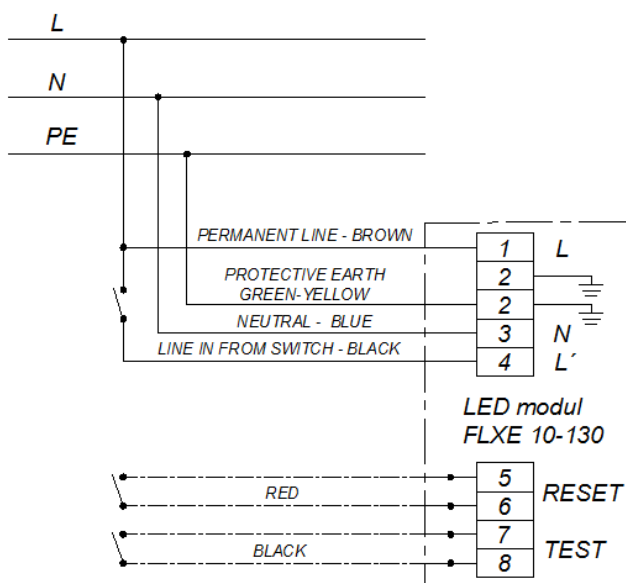 L
N
PE
PERMANENT LINE - BROWN
1
L
PROTECTIVE EARTH
2
GREEN-YELLOW
2
NEUTRAL - BLUE
3
N
LINE IN FROM SWITCH - BLACK
4
L´
LED modul
FLXE 10-130
5
RED
RESET
6
7
BLACK
TEST
8